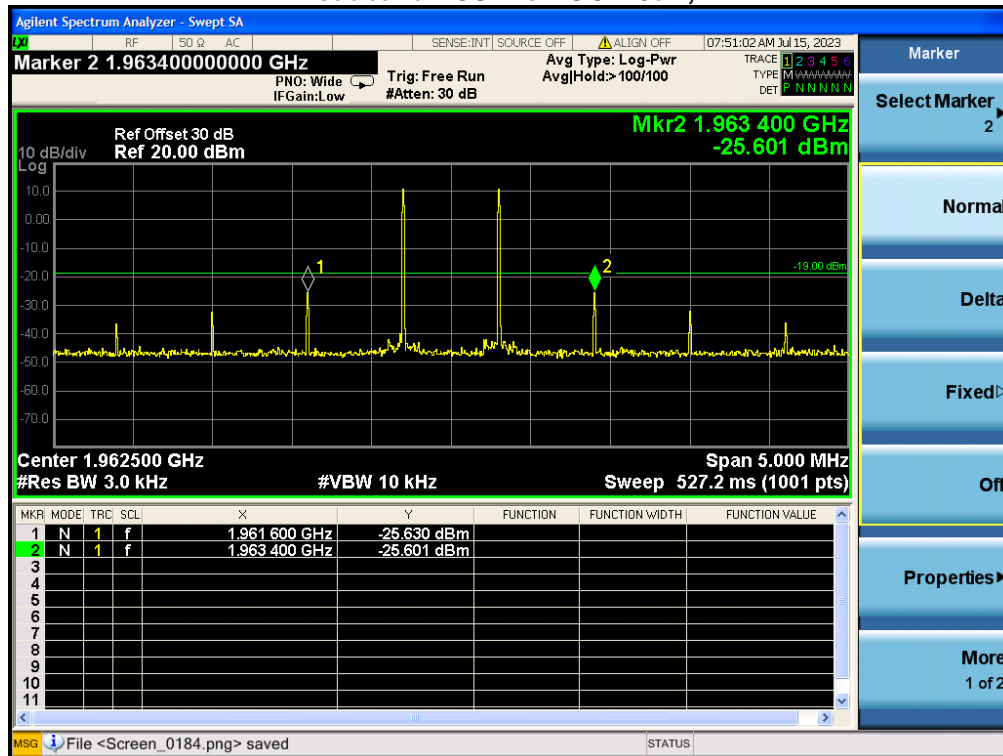 Agilent Spectrum Analyzer - Swept SA
LXI RF 50 Ω AC SENSE:INT SOURCE OFF ALIGN OFF 07:51:02 AM Jul 15, 2023
Marker 2 1.963400000000 GHz
PNO: Wide
IFGain:Low
Trig: Free Run
#Atten: 30 dB
Avg Type: Log-Pwr
Avg|Hold:>100/100
TRACE 1 2 3 4 5 6
TYPE M
DET P N N N N N
Ref Offset 30 dB
Ref 20.00 dBm
10 dB/div
Log
Mkr2 1.963 400 GHz
-25.601 dBm
10.0
0.00
-10.0
-20.0
-30.0
-40.0
-50.0
-60.0
-70.0
1
2
-19.00 dBm
Center 1.962500 GHz
Span 5.000 MHz
#Res BW 3.0 kHz
#VBW 10 kHz
Sweep 527.2 ms (1001 pts)
MKR MODE TRC SCL X Y FUNCTION FUNCTION WIDTH FUNCTION VALUE
1 N 1 f 1.961 600 GHz -25.630 dBm
2 N 1 f 1.963 400 GHz -25.601 dBm
3
4
5
6
7
8
9
10
11
MSG File <Screen_0184.png> saved
STATUS
Marker
Select Marker
2
Normal
Delta
Fixed
Off
Properties
More
1 of 2